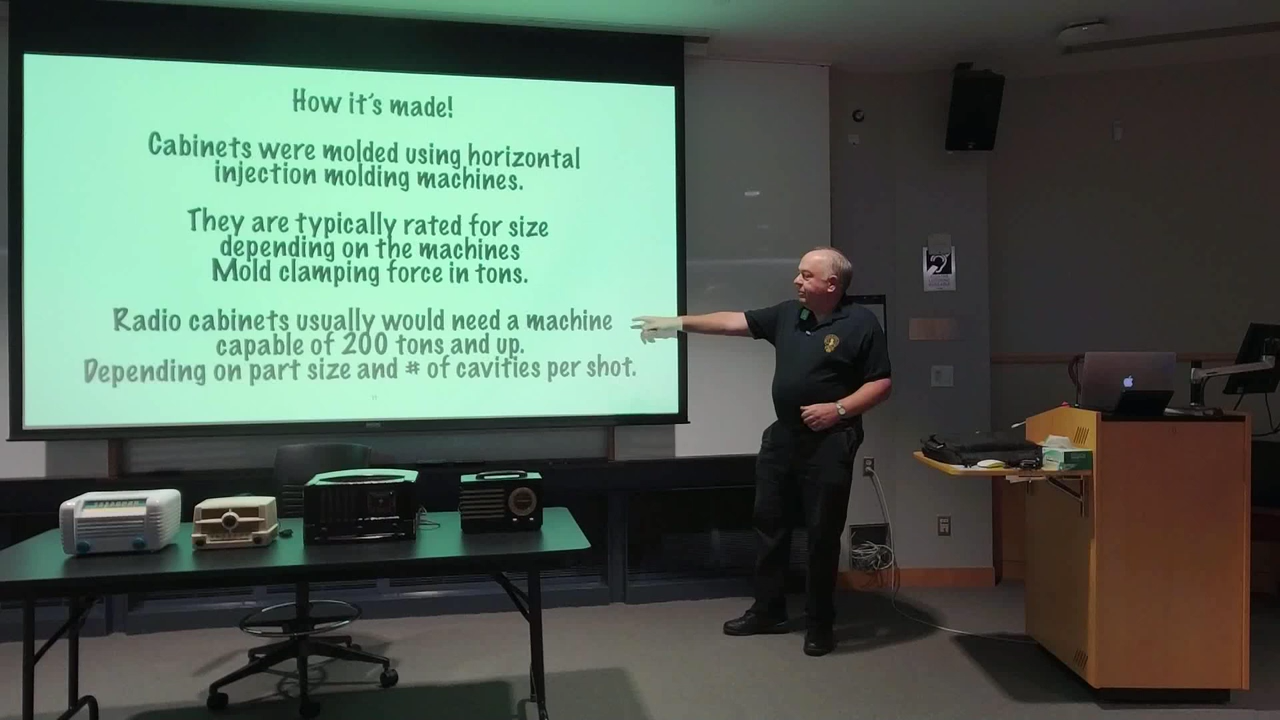 How it's made!
Cabinets were molded using horizontal
injection molding machines.
They are typically rated for size
depending on the machines
Mold clamping force in tons.
Radio cabinets usually would need a machine
capable of 200 tons and up.
Depending on part size and # of cavities per shot.